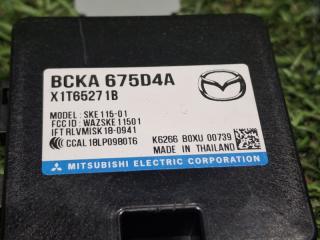 BCKA 675D4A
X1T65271B
MODEL: SKE115-01
FCC ID: WAZSKE11501
IFT RLVMISK18-0941
CCAL18LP0980T6
K6266 B0XU 00739
MADE IN THAILAND
MITSUBISHI ELECTRIC CORPORATION